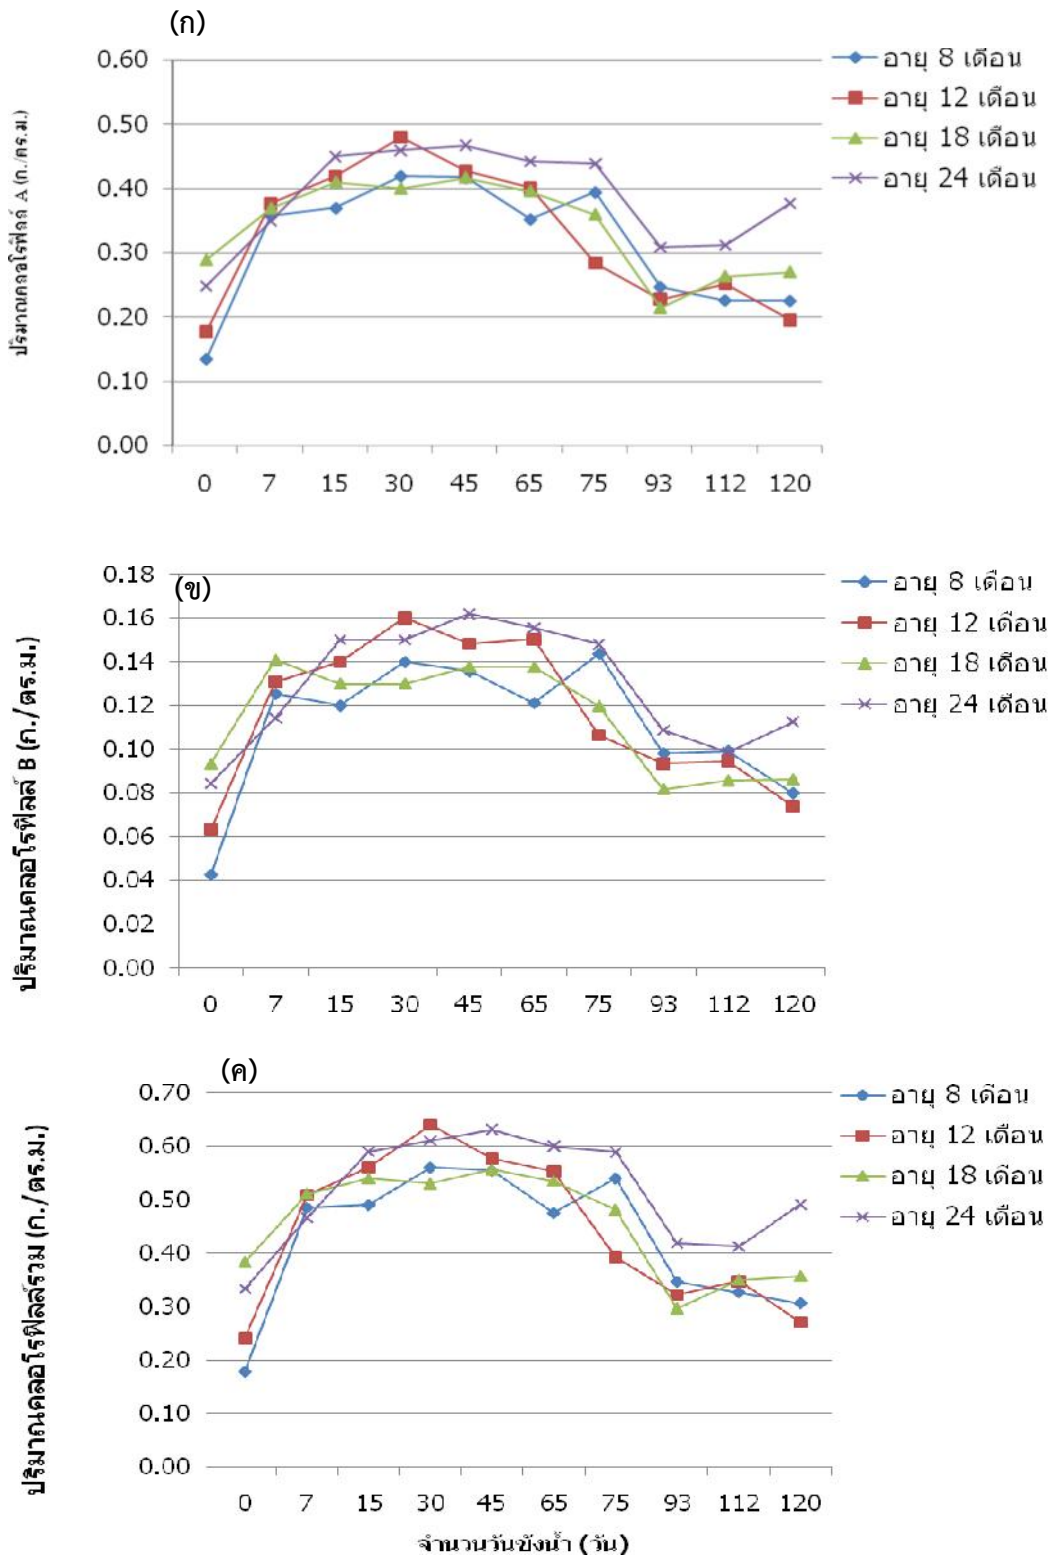 (ก)
ปริมาณคลอโรฟิลล์ A (ก./ตร.ม.)
0.60
0.50
0.40
0.30
0.20
0.10
0.00
0 7 15 30 45 65 75 93 112 120
อายุ 8 เดือน
อายุ 12 เดือน
อายุ 18 เดือน
อายุ 24 เดือน
(ข)
ปริมาณคลอโรฟิลล์ B (ก./ตร.ม.)
0.18
0.16
0.14
0.12
0.10
0.08
0.06
0.04
0.02
0.00
0 7 15 30 45 65 75 93 112 120
อายุ 8 เดือน
อายุ 12 เดือน
อายุ 18 เดือน
อายุ 24 เดือน
(ค)
ปริมาณคลอโรฟิลล์รวม (ก./ตร.ม.)
0.70
0.60
0.50
0.40
0.30
0.20
0.10
0.00
0 7 15 30 45 65 75 93 112 120
จำนวนวันขังน้ำ (วัน)
อายุ 8 เดือน
อายุ 12 เดือน
อายุ 18 เดือน
อายุ 24 เดือน